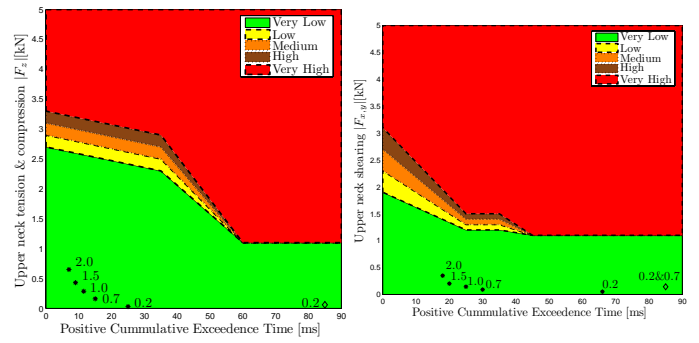 Upper neck tension & compression |F_z|[kN]
5
4.5
4
3.5
3
2.5
2
1.5
1
0.5
0
Very Low
Low
Medium
High
Very High
2.0
1.5
1.0
0.7
0.2
0.2
0 10 20 30 40 50 60 70 80 90
Positive Cummulative Exceedence Time [ms]
Upper neck shearing |F_{x,y}|[kN]
5
4.5
4
3.5
3
2.5
2
1.5
1
0.5
0
Very Low
Low
Medium
High
Very High
2.0
1.5
1.0
0.7
0.2
0.2&0.7
0 10 20 30 40 50 60 70 80 90
Positive Cummulative Exceedence Time [ms]